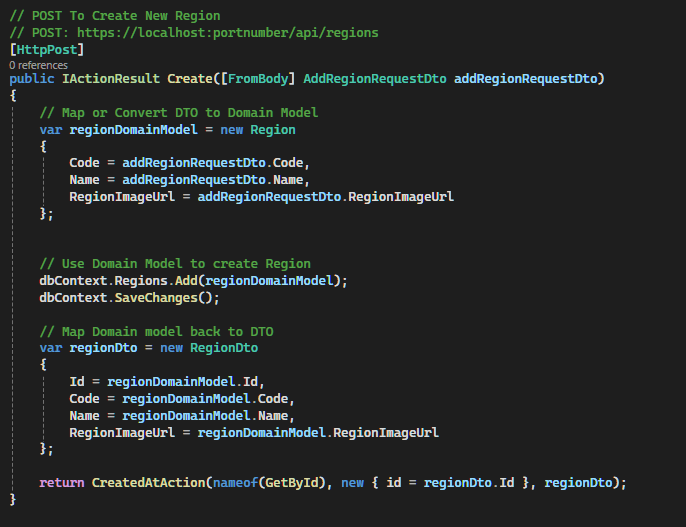 // POST To Create New Region
// POST: https://localhost:portnumber/api/regions
[HttpPost]
0 references
public IActionResult Create([FromBody] AddRegionRequestDto addRegionRequestDto)
{
    // Map or Convert DTO to Domain Model
    var regionDomainModel = new Region
    {
        Code = addRegionRequestDto.Code,
        Name = addRegionRequestDto.Name,
        RegionImageUrl = addRegionRequestDto.RegionImageUrl
    };
    // Use Domain Model to create Region
    dbContext.Regions.Add(regionDomainModel);
    dbContext.SaveChanges();
    // Map Domain model back to DTO
    var regionDto = new RegionDto
    {
        Id = regionDomainModel.Id,
        Code = regionDomainModel.Code,
        Name = regionDomainModel.Name,
        RegionImageUrl = regionDomainModel.RegionImageUrl
    };
    return CreatedAtAction(nameof(GetById), new { id = regionDto.Id }, regionDto);
}